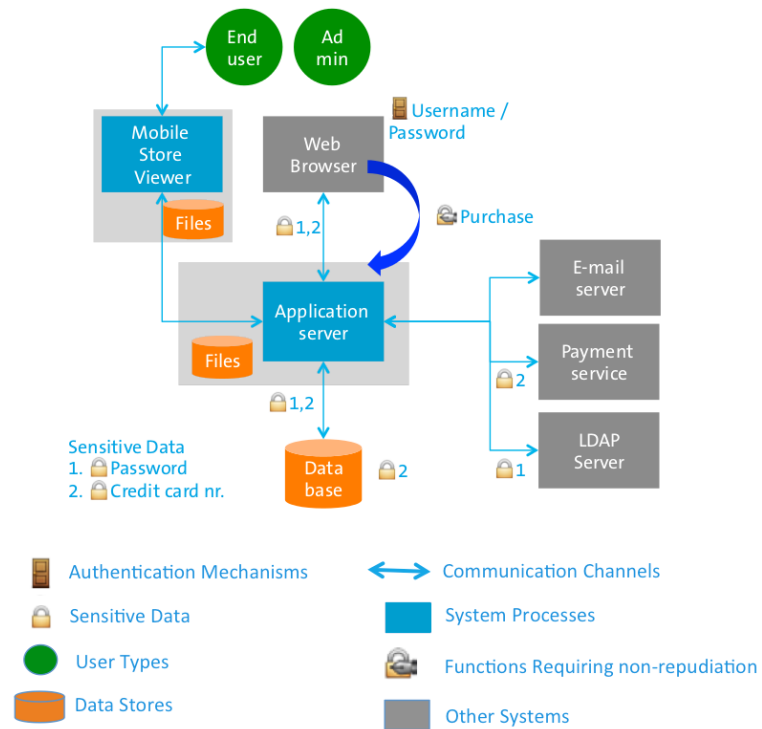 End
user
Ad
min
Mobile
Store
Viewer
Files
Web
Browser
Username /
Password
1,2
Purchase
Application
server
Files
E-mail
server
Payment
service
2
LDAP
Server
1
1,2
Data
base
2
Sensitive Data
1. Password
2. Credit card nr.
Authentication Mechanisms
Communication Channels
Sensitive Data
System Processes
User Types
Functions Requiring non-repudiation
Data Stores
Other Systems